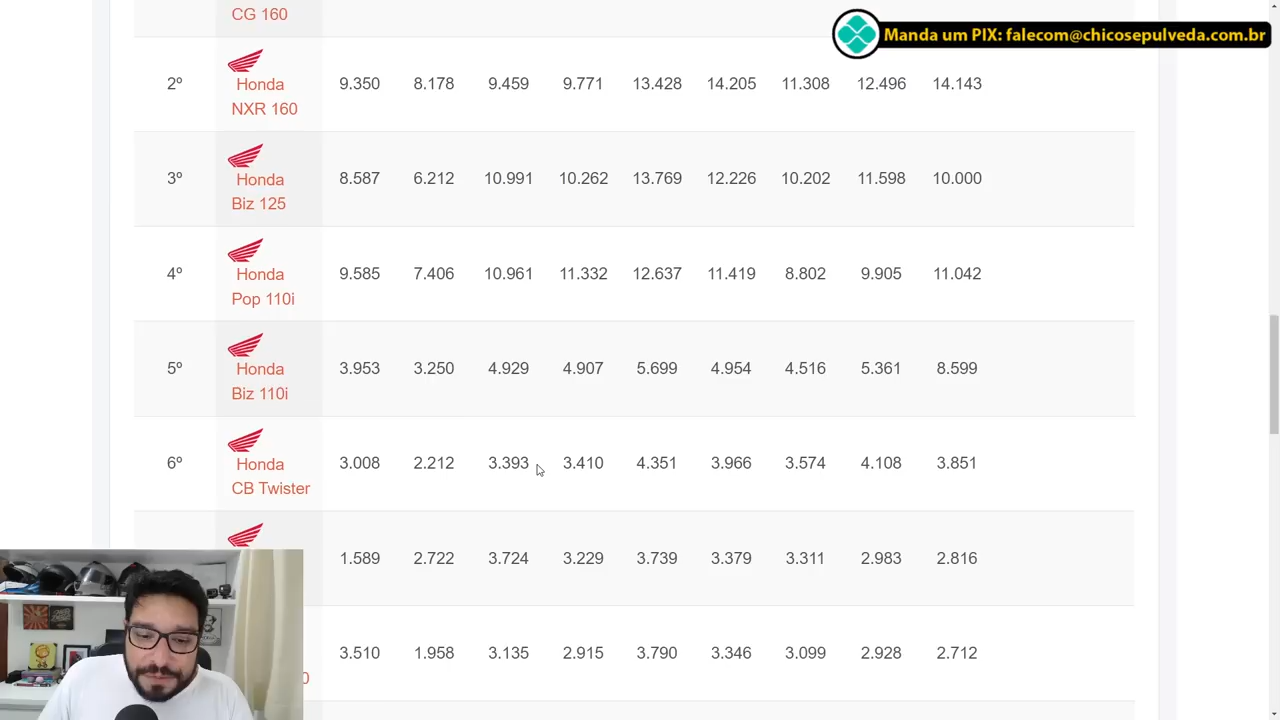 CG 160
Manda um PIX: falecom@chicosepulveda.com.br
2º Honda NXR 160 9.350 8.178 9.459 9.771 13.428 14.205 11.308 12.496 14.143
3º Honda Biz 125 8.587 6.212 10.991 10.262 13.769 12.226 10.202 11.598 10.000
4º Honda Pop 110i 9.585 7.406 10.961 11.332 12.637 11.419 8.802 9.905 11.042
5º Honda Biz 110i 3.953 3.250 4.929 4.907 5.699 4.954 4.516 5.361 8.599
6º Honda CB Twister 3.008 2.212 3.393 3.410 4.351 3.966 3.574 4.108 3.851
1.589 2.722 3.724 3.229 3.739 3.379 3.311 2.983 2.816
0 3.510 1.958 3.135 2.915 3.790 3.346 3.099 2.928 2.712